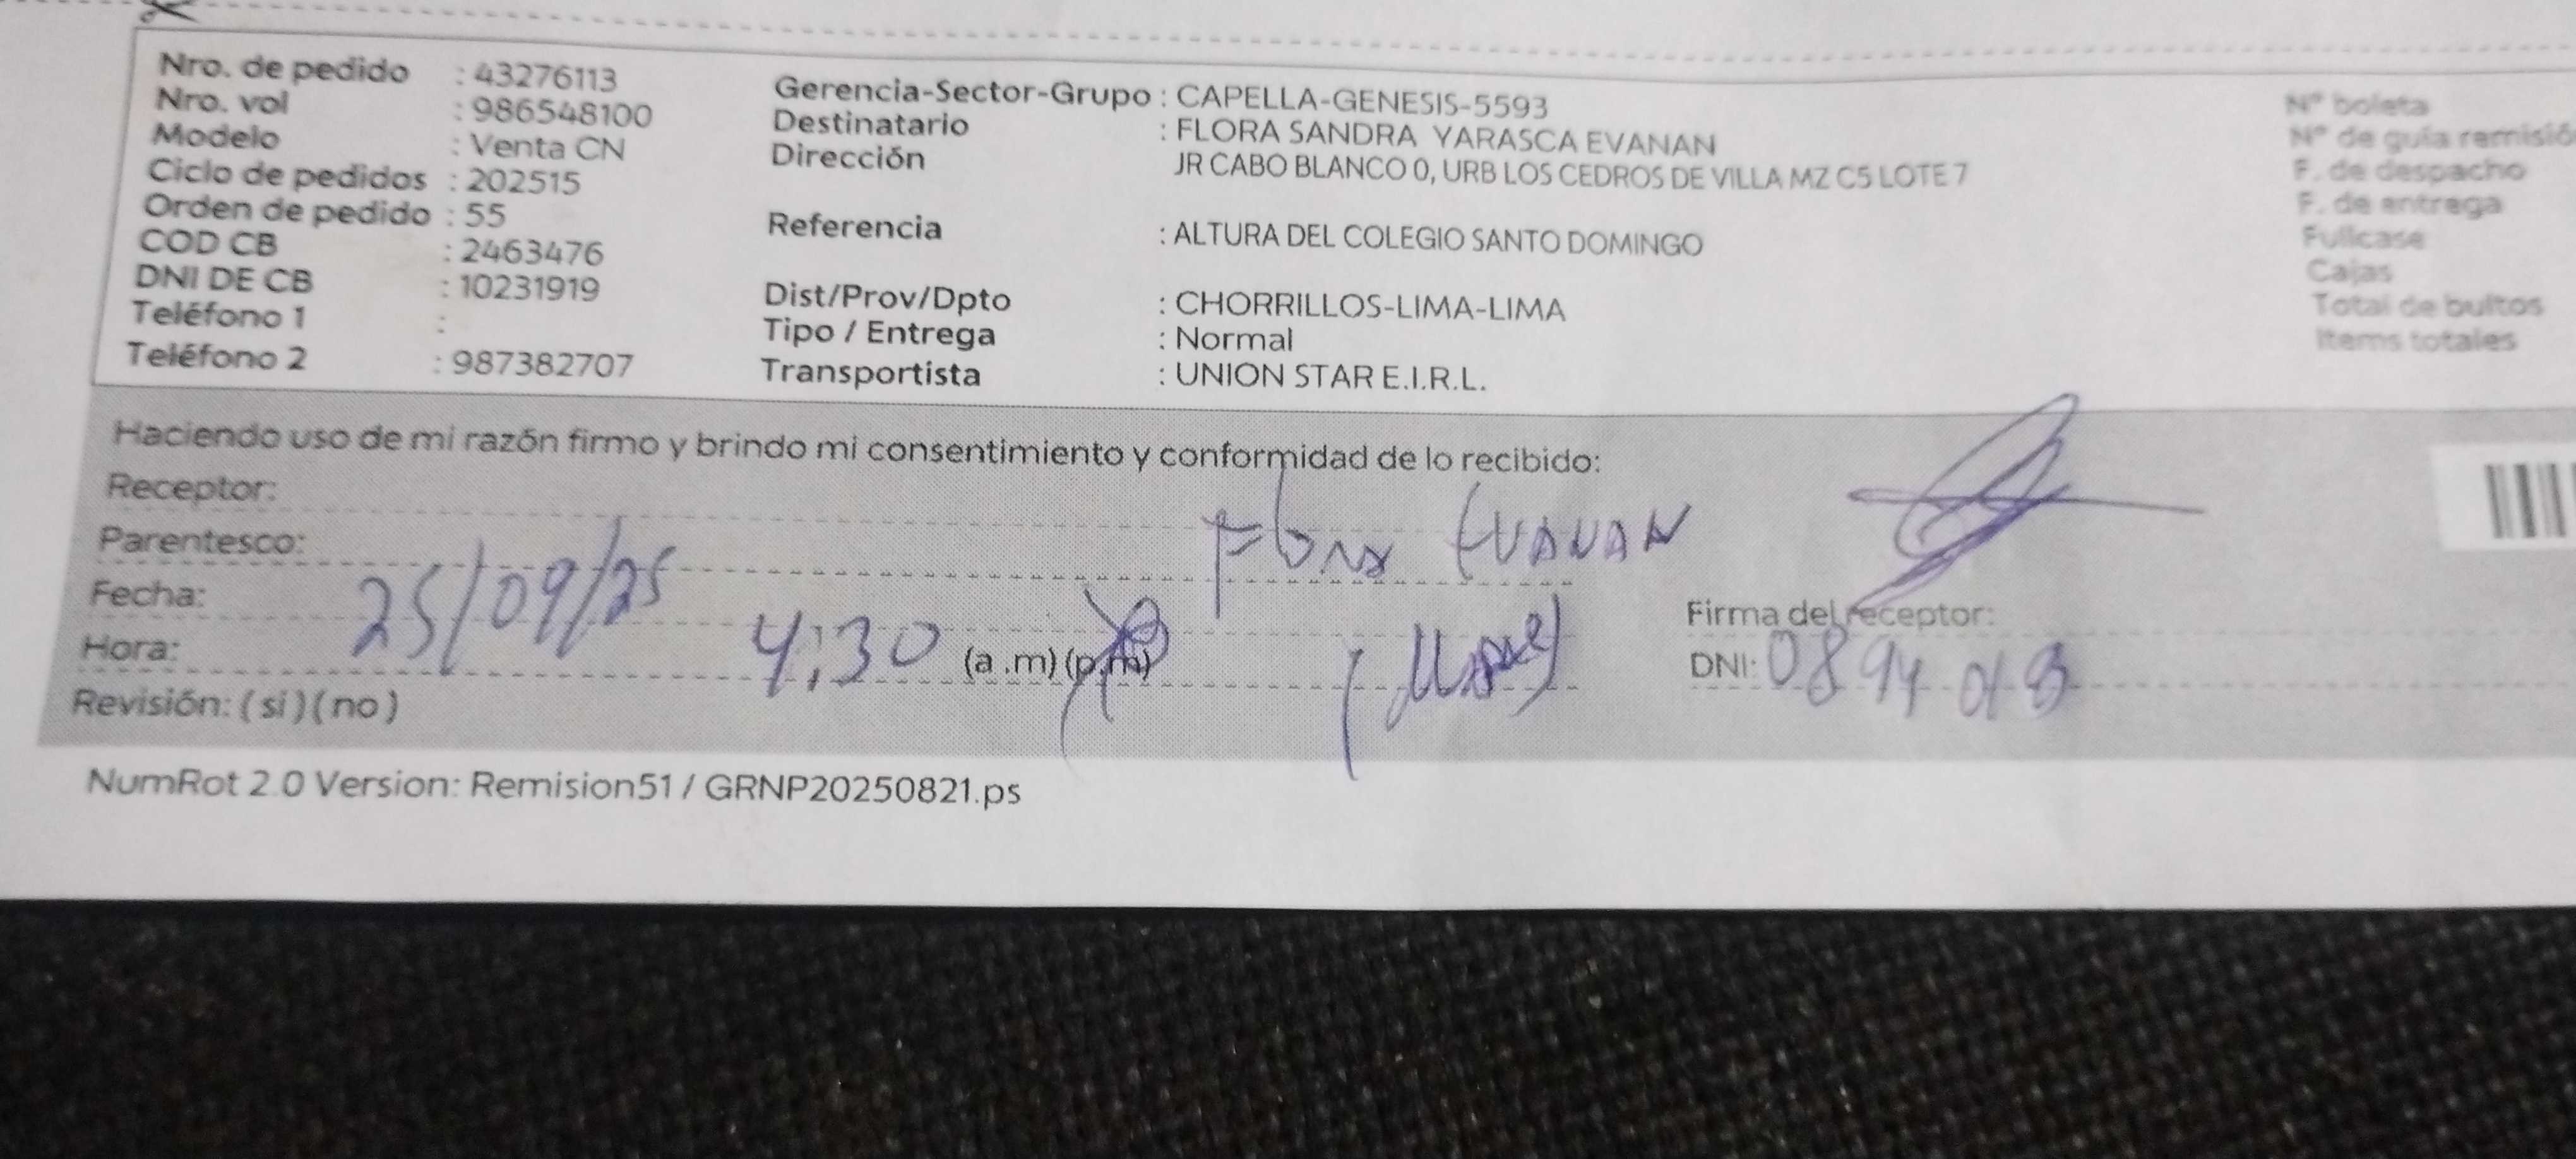 Nro. de pedido : 43276113
Nro. vol : 986548100
Modelo : Venta CN
Ciclo de pedidos : 202515
Orden de pedido : 55
COD CB : 2463476
DNI DE CB : 10231919
Teléfono 1 :
Teléfono 2 : 987382707
Gerencia-Sector-Grupo : CAPELLA-GENESIS-5593
Destinatario : FLORA SANDRA YARASCA EVANAN
Dirección JR CABO BLANCO 0, URB LOS CEDROS DE VILLA MZ C5 LOTE 7
Referencia : ALTURA DEL COLEGIO SANTO DOMINGO
Dist/Prov/Dpto : CHORRILLOS-LIMA-LIMA
Tipo / Entrega : Normal
Transportista : UNION STAR E.I.R.L.
N° boleta
N° de guía remisió
F. de despacho
F. de entrega
Fullcase
Cajas
Total de bultos
Items totales
Haciendo uso de mi razón firmo y brindo mi consentimiento y conformidad de lo recibido:
Receptor:
Flora EVANAN
Parentesco:
Fecha: 25/09/25
Hora: 4:30 (a .m) (p.m)
Revisión: ( si ) ( no )
Firma del receptor:
DNI:
NumRot 2.0 Version: Remision51 / GRNP20250821.ps